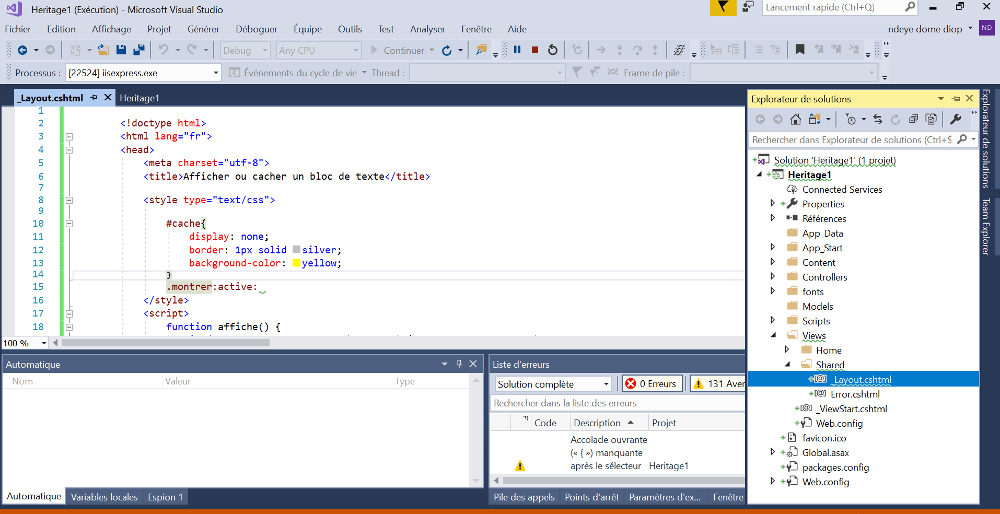 Heritage1 (Exécution) - Microsoft Visual Studio
Lancement rapide (Ctrl+Q)
Fichier Edition Affichage Projet Générer Déboguer Équipe Outils Test Analyser Fenêtre Aide
ndeye dome diop ND
Debug Any CPU Continuer
Processus : [22524] iisexpress.exe Événements du cycle de vie Thread : Frame de pile :
_Layout.cshtml Heritage1
1
2 <!doctype html>
3 <html lang="fr">
4 <head>
5 <meta charset="utf-8">
6 <title>Afficher ou cacher un bloc de texte</title>
7
8 <style type="text/css">
9
10 #cache{
11 display: none;
12 border: 1px solid silver;
13 background-color: yellow;
14 }
15 .montrer:active:
16 </style>
17 <script>
18 function affiche() {
100 %
Automatique
Nom Valeur Type
Automatique Variables locales Espion 1
Liste d'erreurs
Solution complète 0 Erreurs 131 Aver
Rechercher dans la liste des erreurs
Code Description Projet
Accolade ouvrante
(« { ») manquante
après le sélecteur Heritage1
Pile des appels Points d'arrêt Paramètres d'ex... Fenêtre
Explorateur de solutions
Rechercher dans Explorateur de solutions (Ctrl+$
Solution 'Heritage1' (1 projet)
Heritage1
Connected Services
Properties
Références
App_Data
App_Start
Content
Controllers
fonts
Models
Scripts
Views
Home
Shared
_Layout.cshtml
Error.cshtml
_ViewStart.cshtml
Web.config
favicon.ico
Global.asax
packages.config
Web.config
Explorateur de solutions
Team Explorer